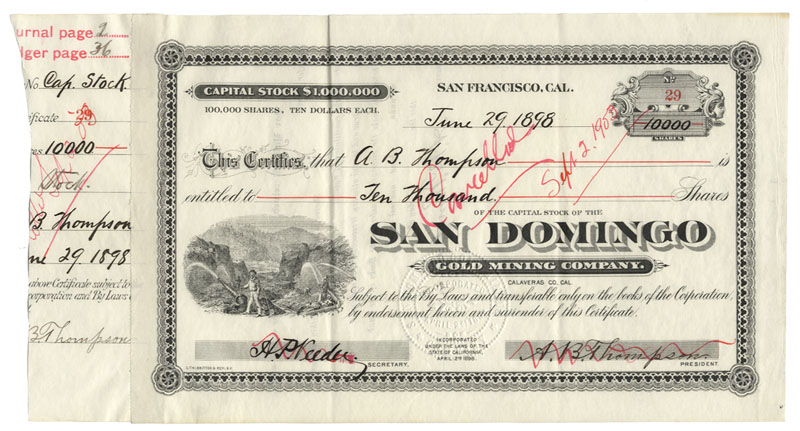 urnal page 2
dger page 36
No Cap. Stock
ificate 29
es 10000
Stock.
B. Thompson
ne 29. 1898
above Certificate subject to
corporation and By Laws
B Thompson
CAPITAL STOCK $1,000,000
100,000 SHARES, TEN DOLLARS EACH.
SAN FRANCISCO, CAL.
June 29, 1898
No
29
10000
SHARES
This Certifies, that A. B. Thompson is
entitled to Ten Thousand Shares
Cancelled
OF THE CAPITAL STOCK OF THE
SAN DOMINGO
GOLD MINING COMPANY.
CALAVERAS CO. CAL.
Subject to the By Laws and transferable only on the books of the Corporation,
by endorsement hereon and surrender of this Certificate.
SECRETARY.
INCORPORATED
UNDER THE LAWS OF THE
STATE OF CALIFORNIA,
A. B. Thompson
PRESIDENT.